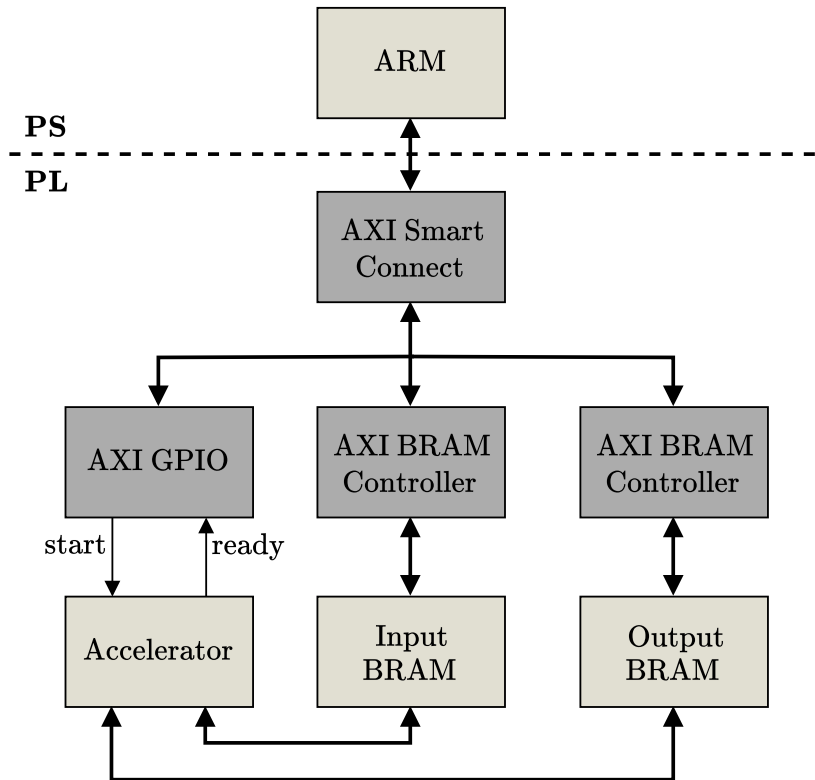 ARM
PS
PL
AXI Smart
Connect
AXI GPIO
AXI BRAM
Controller
AXI BRAM
Controller
start
ready
Accelerator
Input
BRAM
Output
BRAM